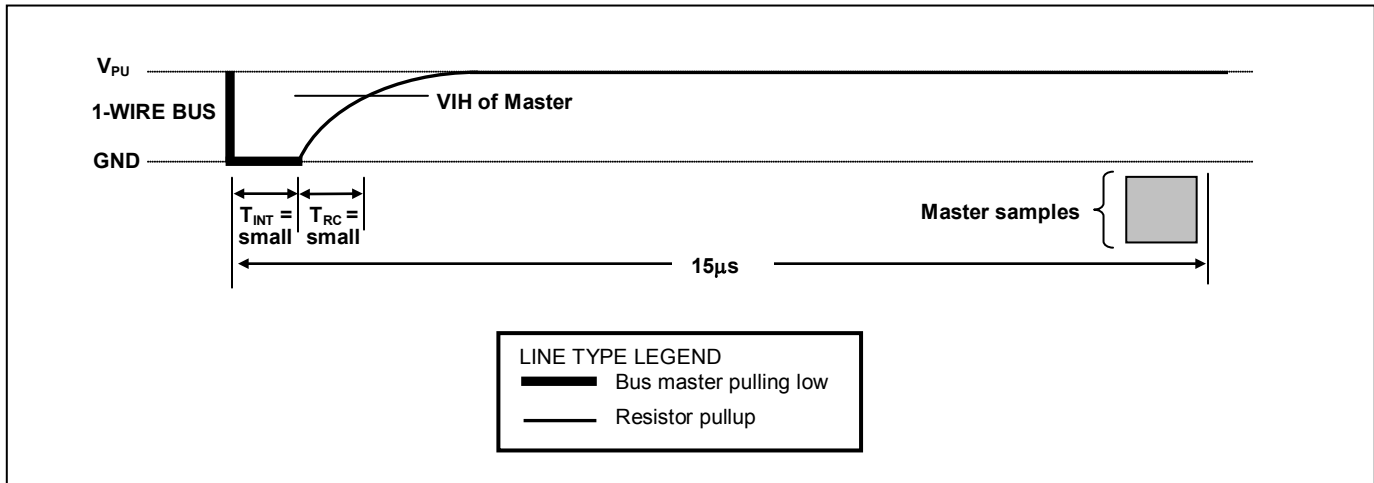 VPU
1-WIRE BUS
VIH of Master
GND
TINT =
small
TRC =
small
Master samples
15μs
LINE TYPE LEGEND
Bus master pulling low
Resistor pullup